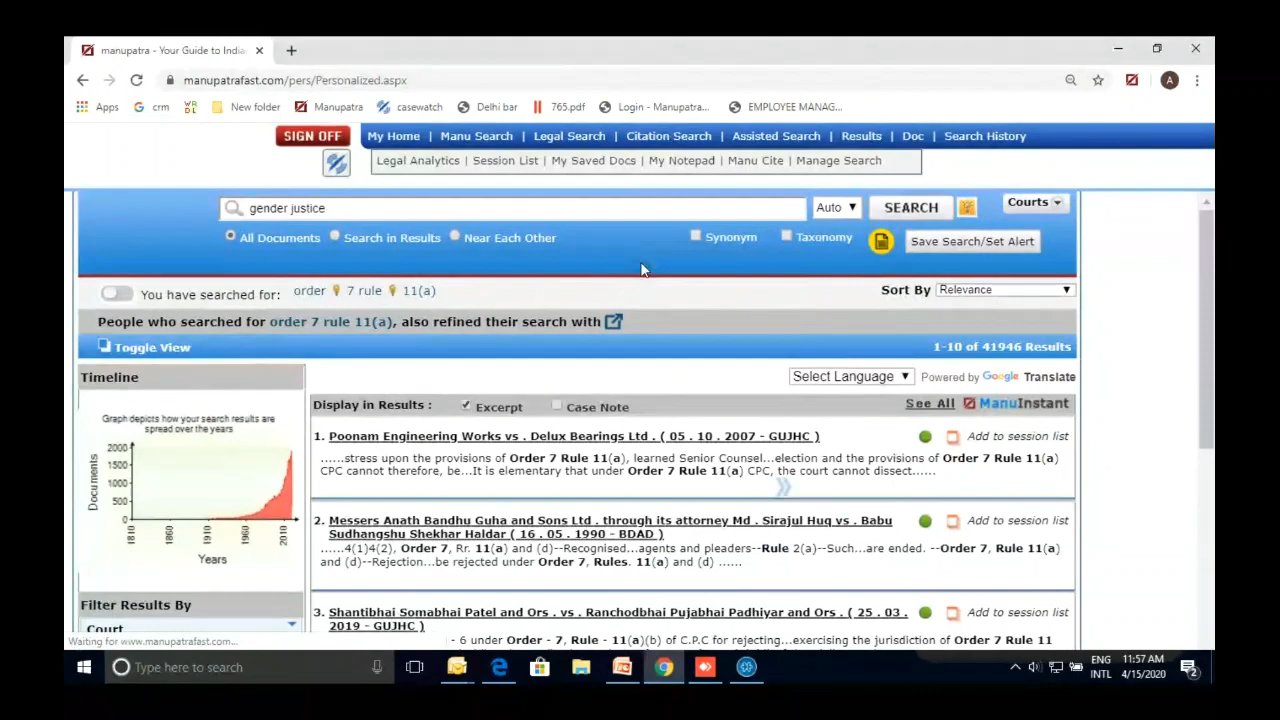 manupatra - Your Guide to India
manupatrafast.com/pers/Personalized.aspx
Apps crm New folder Manupatra casewatch Delhi bar 765.pdf Login - Manupatra... EMPLOYEE MANAG...
SIGN OFF My Home | Manu Search | Legal Search | Citation Search | Assisted Search | Results | Doc | Search History
Legal Analytics | Session List | My Saved Docs | My Notepad | Manu Cite | Manage Search
gender justice Auto SEARCH Courts
All Documents Search in Results Near Each Other Synonym Taxonomy Save Search/Set Alert
You have searched for: order 7 rule 11(a) Sort By Relevance
People who searched for order 7 rule 11(a), also refined their search with
Toggle View 1-10 of 41946 Results
Timeline
Select Language Powered by Google Translate
Display in Results : Excerpt Case Note See All ManuInstant
Graph depicts how your search results are
spread over the years
2000
1500
1000
500
0
Documents
1810 1860 1910 1960 2010
Years
1. Poonam Engineering Works vs . Delux Bearings Ltd . ( 05 . 10 . 2007 - GUJHC ) Add to session list
......stress upon the provisions of Order 7 Rule 11(a), learned Senior Counsel...election and the provisions of Order 7 Rule 11(a)
CPC cannot therefore, be...It is elementary that under Order 7 Rule 11(a) CPC, the court cannot dissect......
2. Messers Anath Bandhu Guha and Sons Ltd . through its attorney Md . Sirajul Huq vs . Babu Add to session list
Sudhangshu Shekhar Haldar ( 16 . 05 . 1990 - BDAD )
......4(1)4(2), Order 7, Rr. 11(a) and (d)--Recognised...agents and pleaders--Rule 2(a)--Such...are ended. --Order 7, Rule 11(a)
and (d)--Rejection...be rejected under Order 7, Rules. 11(a) and (d) ......
Filter Results By
Court
3. Shantibhai Somabhai Patel and Ors . vs . Ranchodbhai Pujabhai Padhiyar and Ors . ( 25 . 03 . Add to session list
2019 - GUJHC )
- 6 under Order - 7, Rule - 11(a)(b) of C.P.C for rejecting...exercising the jurisdiction of Order 7 Rule 11
Waiting for www.manupatrafast.com...
Type here to search
ENG 11:57 AM
INTL 4/15/2020
2